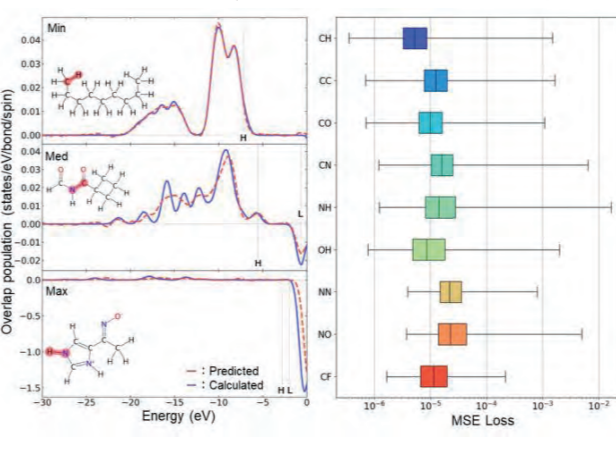 Overlap population (states/eV/bond/spin)
Min
0.04
0.03
0.02
0.01
0.00
H
Med
0.04
0.03
0.02
0.01
0.00
−0.01
−0.02
L
H
Max
0.0
−0.5
−1.0
−1.5
: Predicted
: Calculated
H L
−30 −25 −20 −15 −10 −5 0
Energy (eV)
CH
CC
CO
CN
NH
OH
NN
NO
CF
10⁻⁶ 10⁻⁵ 10⁻⁴ 10⁻³ 10⁻²
MSE Loss